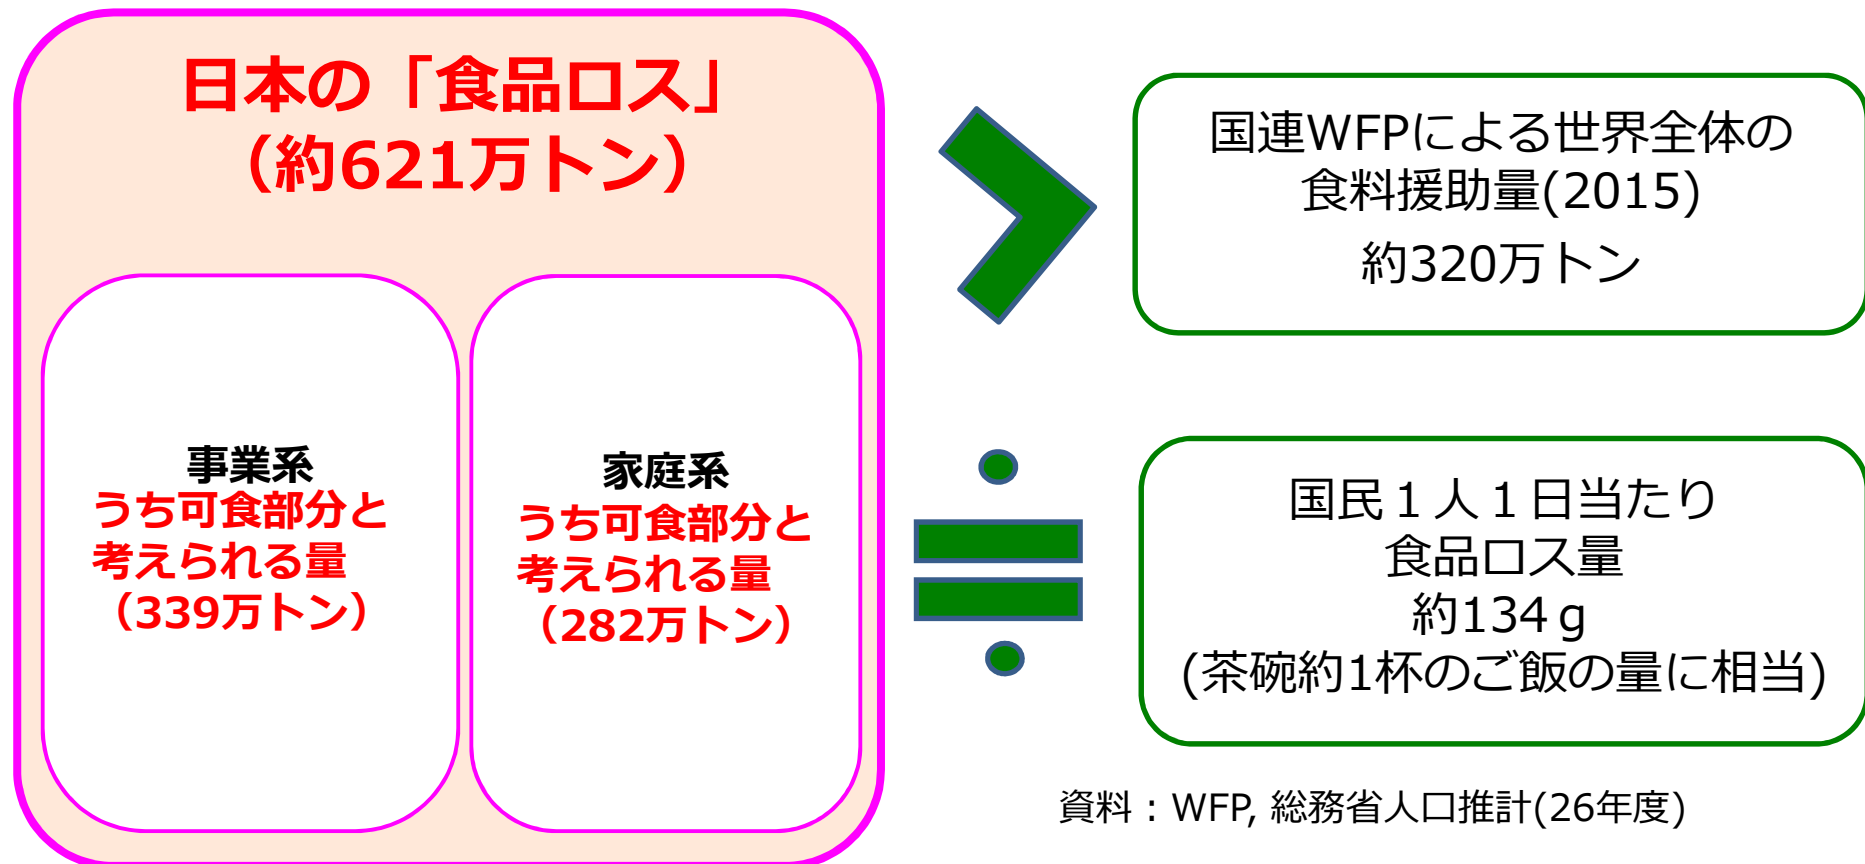 日本の「食品ロス」
（約621万トン）
事業系
うち可食部分と
考えられる量
（339万トン）
家庭系
うち可食部分と
考えられる量
（282万トン）
国連WFPによる世界全体の
食料援助量(2015)
約320万トン
国民１人１日当たり
食品ロス量
約134ｇ
(茶碗約1杯のご飯の量に相当)
資料：WFP, 総務省人口推計(26年度)